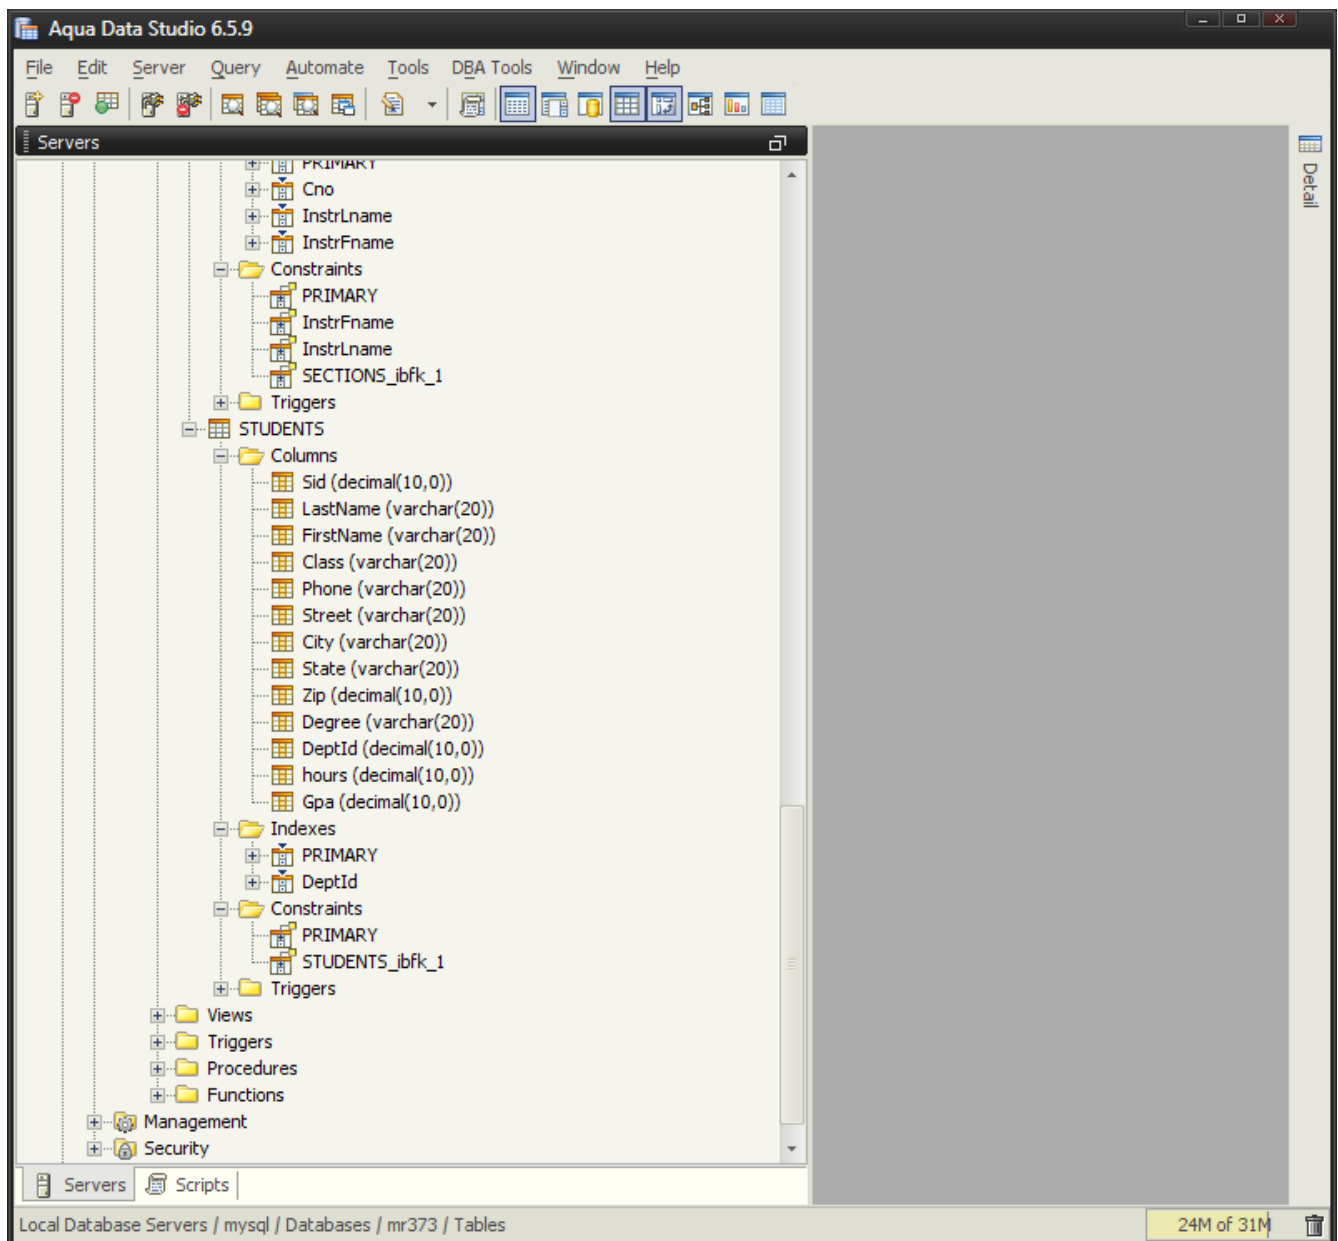 Aqua Data Studio 6.5.9
File Edit Server Query Automate Tools DBA Tools Window Help
Servers
Detail
PRIMARY
Cno
InstrLname
InstrFname
Constraints
PRIMARY
InstrFname
InstrLname
SECTIONS_ibfk_1
Triggers
STUDENTS
Columns
Sid (decimal(10,0))
LastName (varchar(20))
FirstName (varchar(20))
Class (varchar(20))
Phone (varchar(20))
Street (varchar(20))
City (varchar(20))
State (varchar(20))
Zip (decimal(10,0))
Degree (varchar(20))
DeptId (decimal(10,0))
hours (decimal(10,0))
Gpa (decimal(10,0))
Indexes
PRIMARY
DeptId
Constraints
PRIMARY
STUDENTS_ibfk_1
Triggers
Views
Triggers
Procedures
Functions
Management
Security
Servers Scripts
Local Database Servers / mysql / Databases / mr373 / Tables 24M of 31M